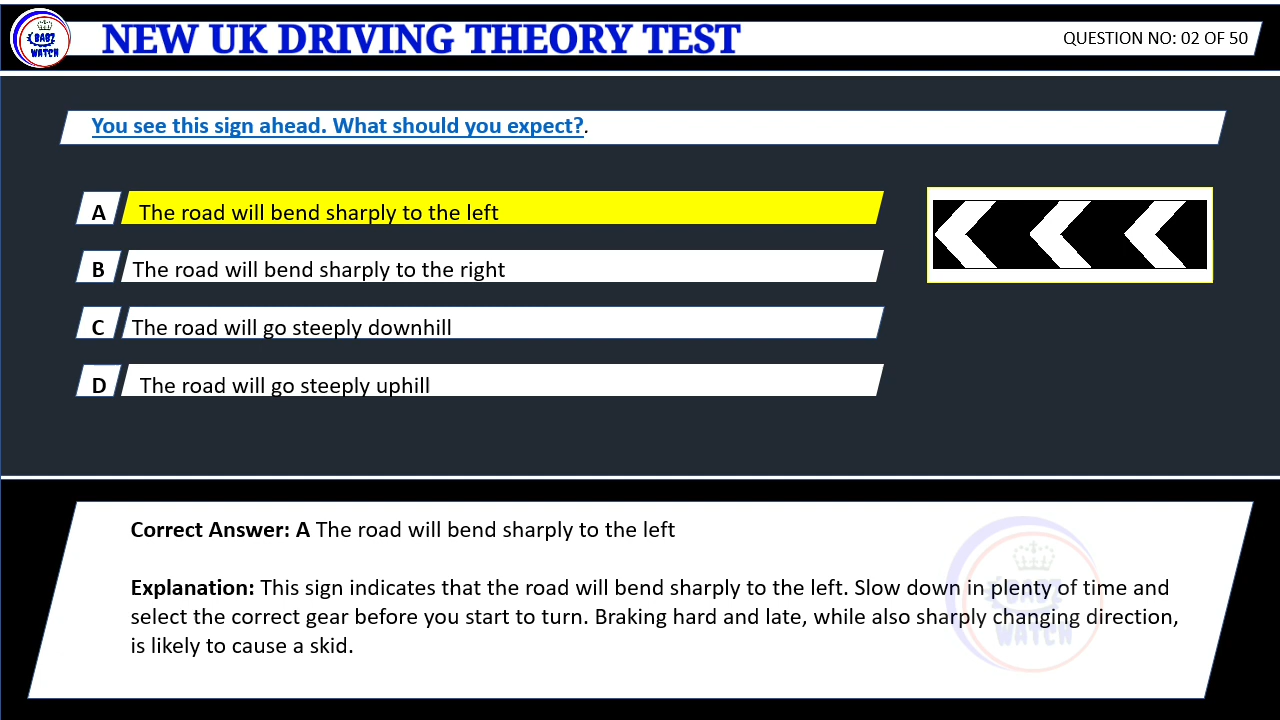 BABZ
WATCH
NEW UK DRIVING THEORY TEST
QUESTION NO: 02 OF 50
You see this sign ahead. What should you expect?.
A The road will bend sharply to the left
B The road will bend sharply to the right
C The road will go steeply downhill
D The road will go steeply uphill
Correct Answer: A The road will bend sharply to the left
Explanation: This sign indicates that the road will bend sharply to the left. Slow down in plenty of time and
select the correct gear before you start to turn. Braking hard and late, while also sharply changing direction,
is likely to cause a skid.
BABZ
WATCH